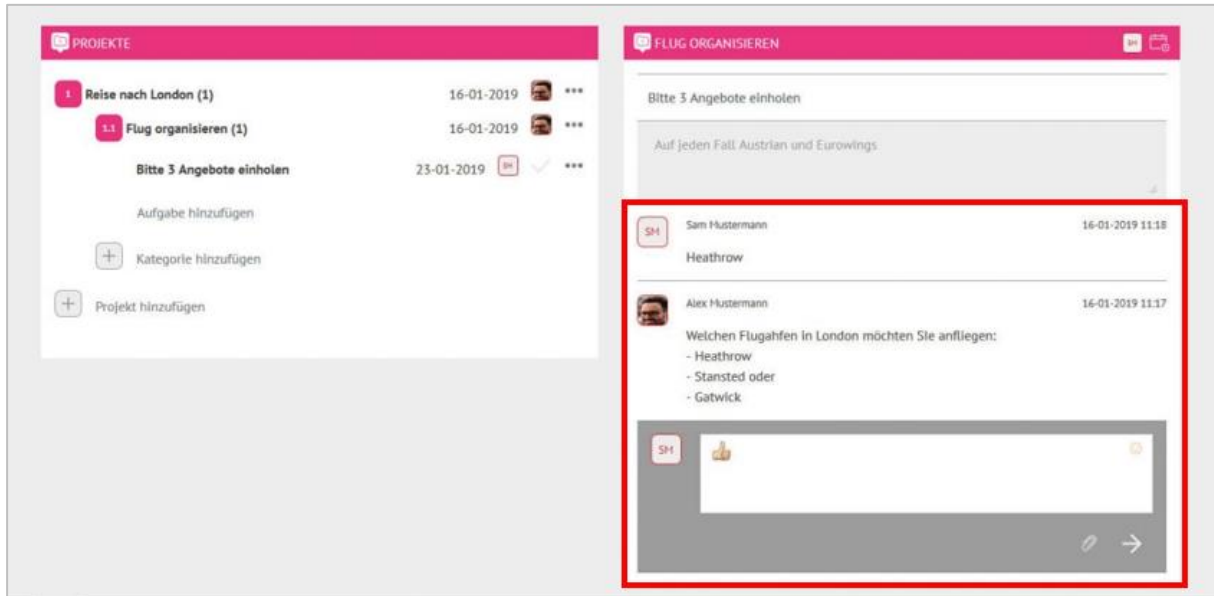 PROJEKTE
1 Reise nach London (1) 16-01-2019
1.1 Flug organisieren (1) 16-01-2019
Bitte 3 Angebote einholen 23-01-2019 SM
Aufgabe hinzufügen
Kategorie hinzufügen
Projekt hinzufügen
FLUG ORGANISIEREN SM
Bitte 3 Angebote einholen
Auf jeden Fall Austrian und Eurowings
SM Sam Mustermann 16-01-2019 11:18
Heathrow
Alex Mustermann 16-01-2019 11:17
Welchen Flugahfen in London möchten SIe anfliegen:
- Heathrow
- Stansted oder
- Gatwick
SM